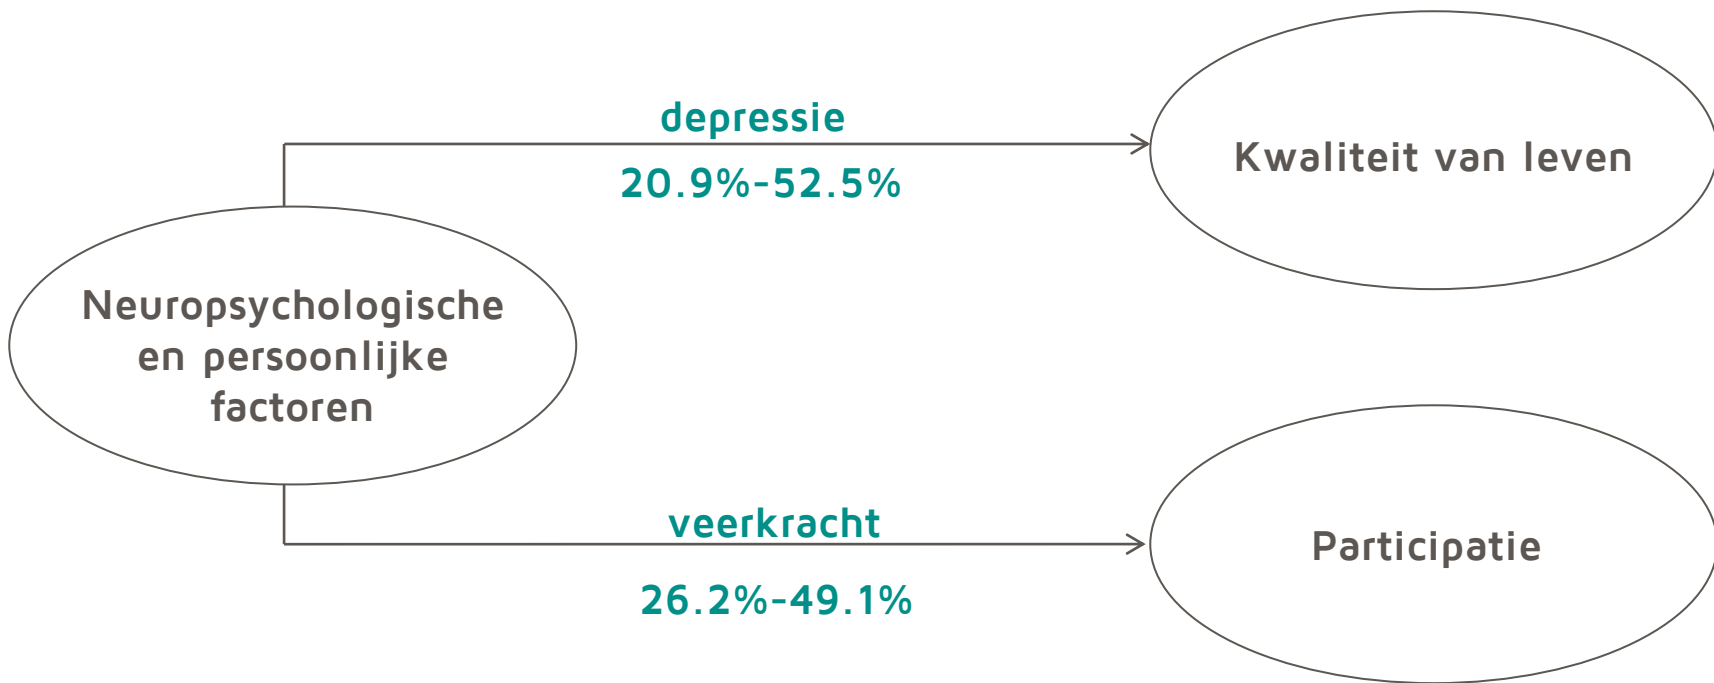 depressie
20.9%-52.5%
Kwaliteit van leven
Neuropsychologische
en persoonlijke
factoren
veerkracht
26.2%-49.1%
Participatie